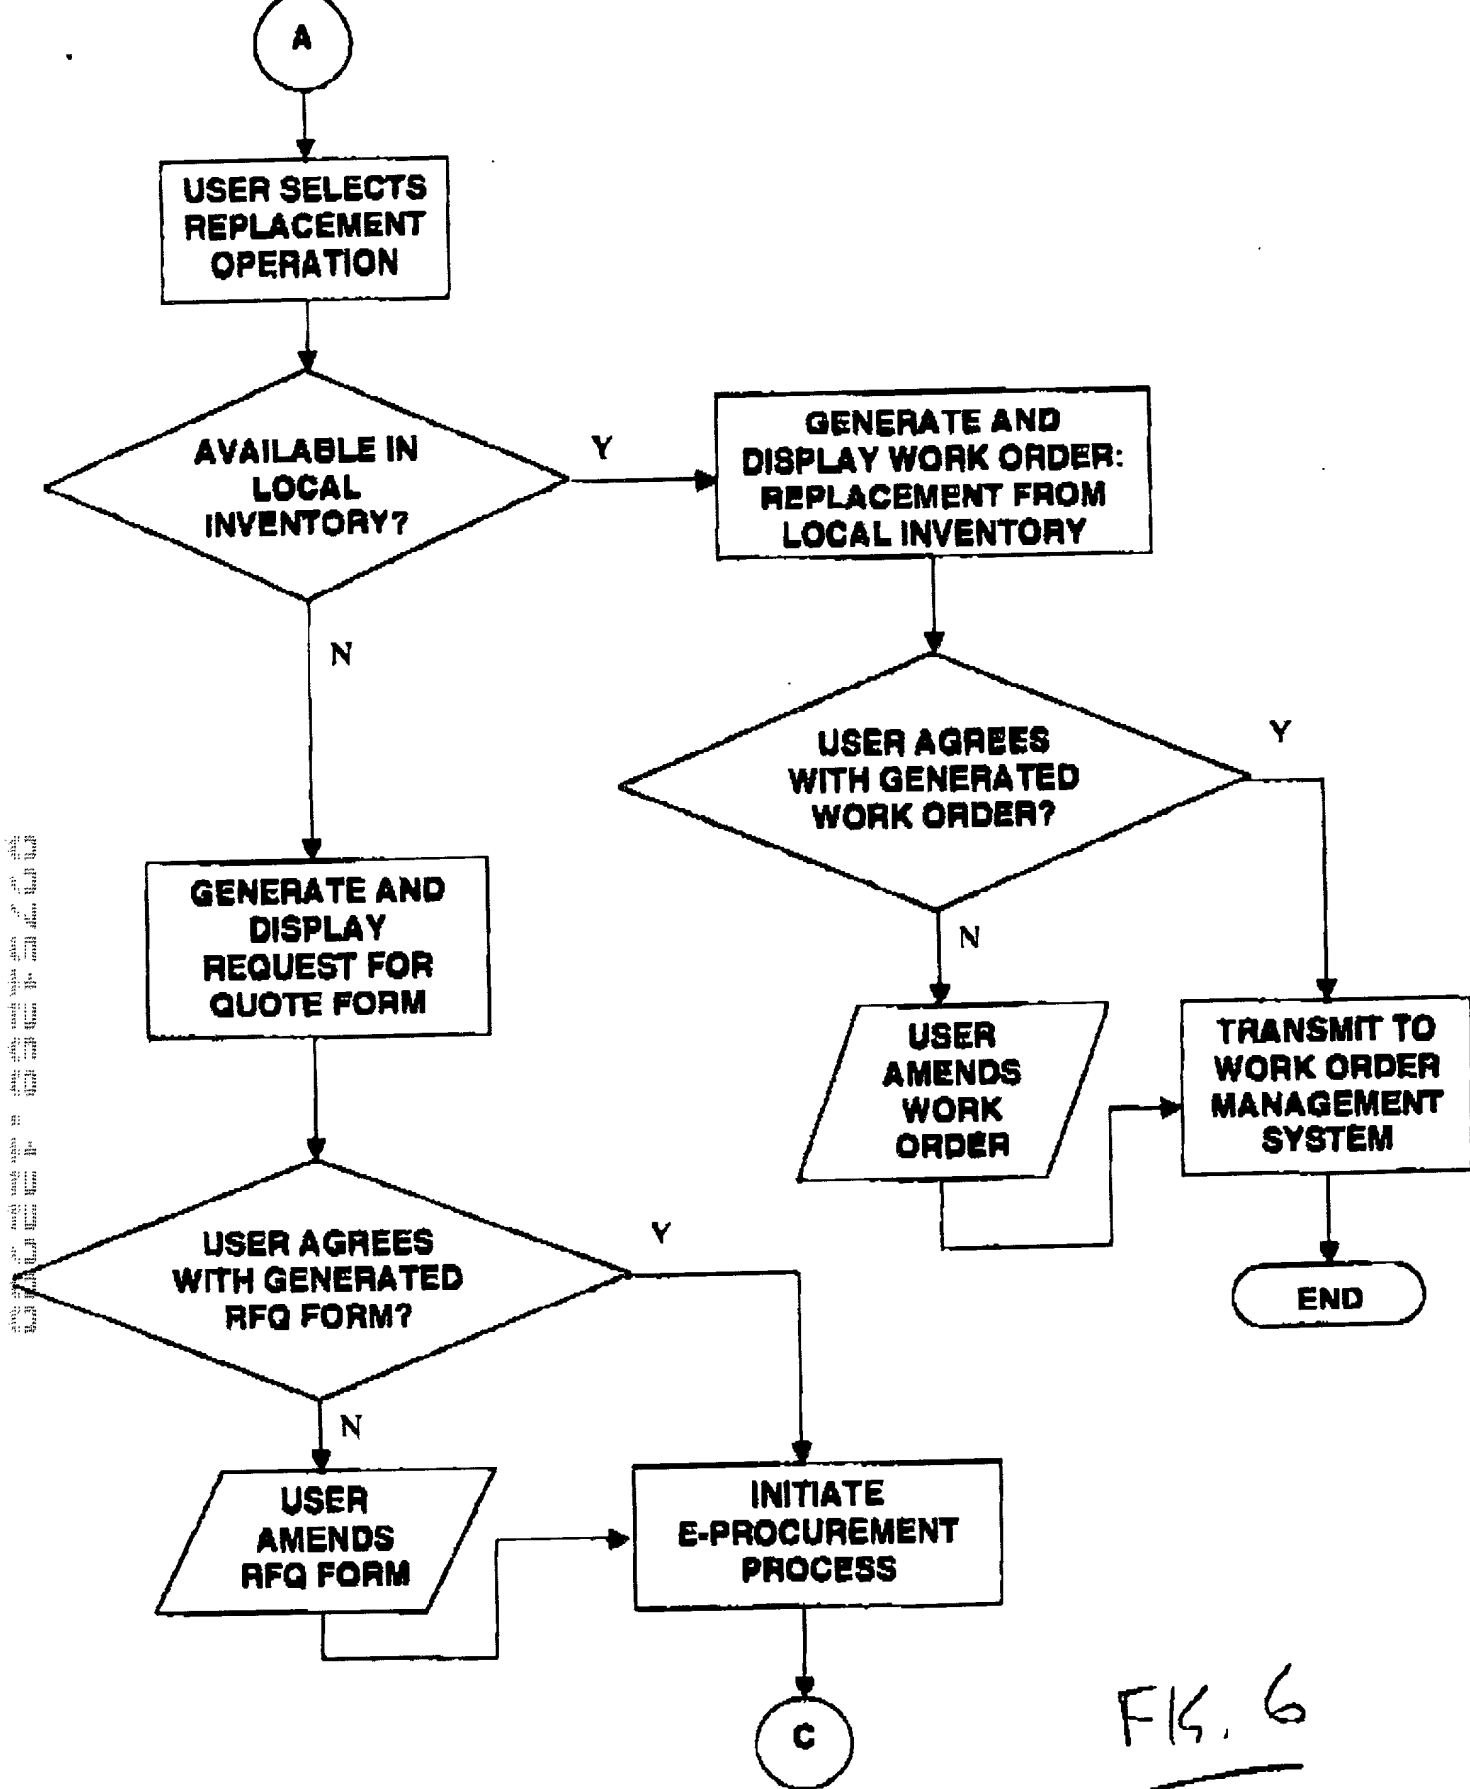 A
USER SELECTS
REPLACEMENT
OPERATION
AVAILABLE IN
LOCAL
INVENTORY?
Y
N
GENERATE AND
DISPLAY WORK ORDER:
REPLACEMENT FROM
LOCAL INVENTORY
USER AGREES
WITH GENERATED
WORK ORDER?
Y
N
USER
AMENDS
WORK
ORDER
TRANSMIT TO
WORK ORDER
MANAGEMENT
SYSTEM
END
GENERATE AND
DISPLAY
REQUEST FOR
QUOTE FORM
USER AGREES
WITH GENERATED
RFQ FORM?
Y
N
USER
AMENDS
RFQ FORM
INITIATE
E-PROCUREMENT
PROCESS
C
FIG. 6